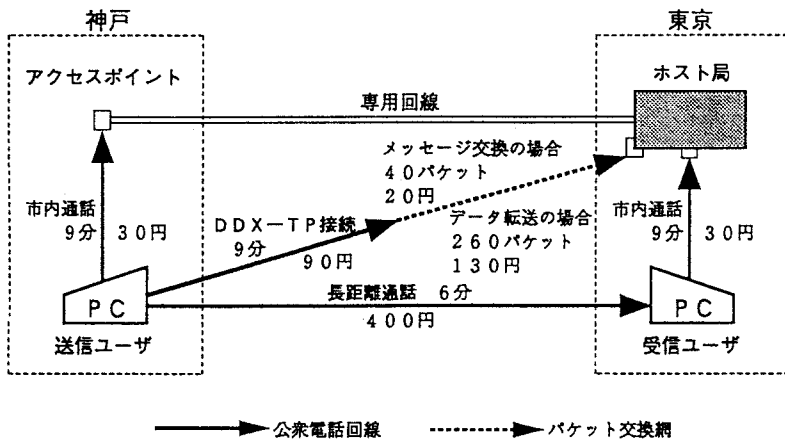 神戸
東京
アクセスポイント
ホスト局
専用回線
メッセージ交換の場合
40パケット
20円
市内通話
9分 30円
DDX-TP接続
9分
90円
データ転送の場合
260パケット
130円
市内通話
9分 30円
長距離通話 6分
400円
PC
送信ユーザ
PC
受信ユーザ
公衆電話回線
パケット交換網